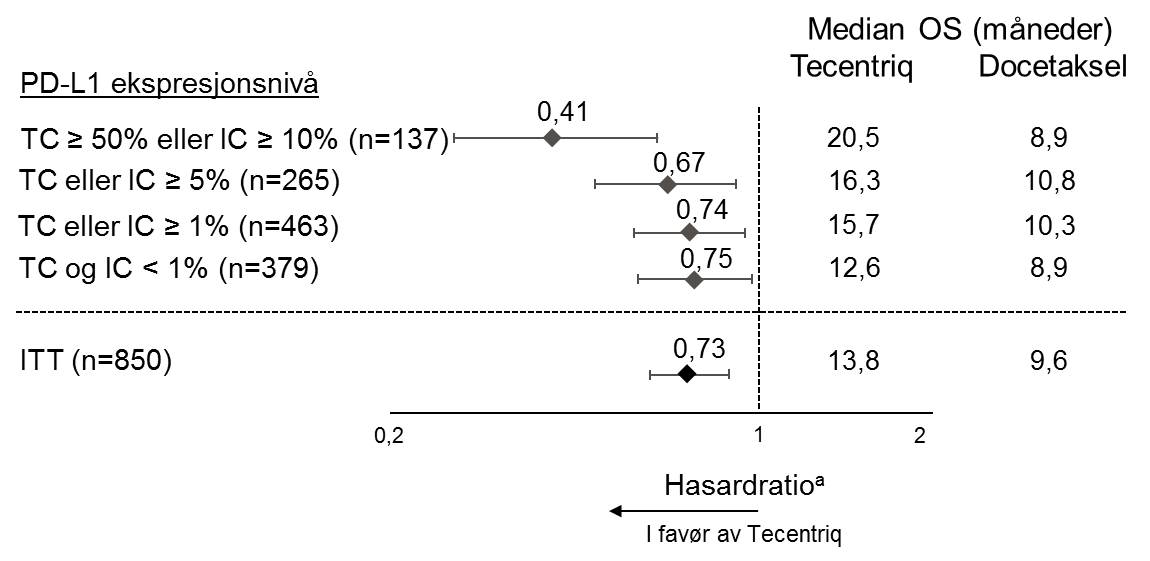 Median OS (måneder)
Tecentriq Docetaksel
PD-L1 ekspresjonsnivå
TC ≥ 50% eller IC ≥ 10% (n=137) 0,41 20,5 8,9
TC eller IC ≥ 5% (n=265) 0,67 16,3 10,8
TC eller IC ≥ 1% (n=463) 0,74 15,7 10,3
TC og IC < 1% (n=379) 0,75 12,6 8,9
ITT (n=850) 0,73 13,8 9,6
0,2 1 2
Hasardratioᵃ
I favør av Tecentriq